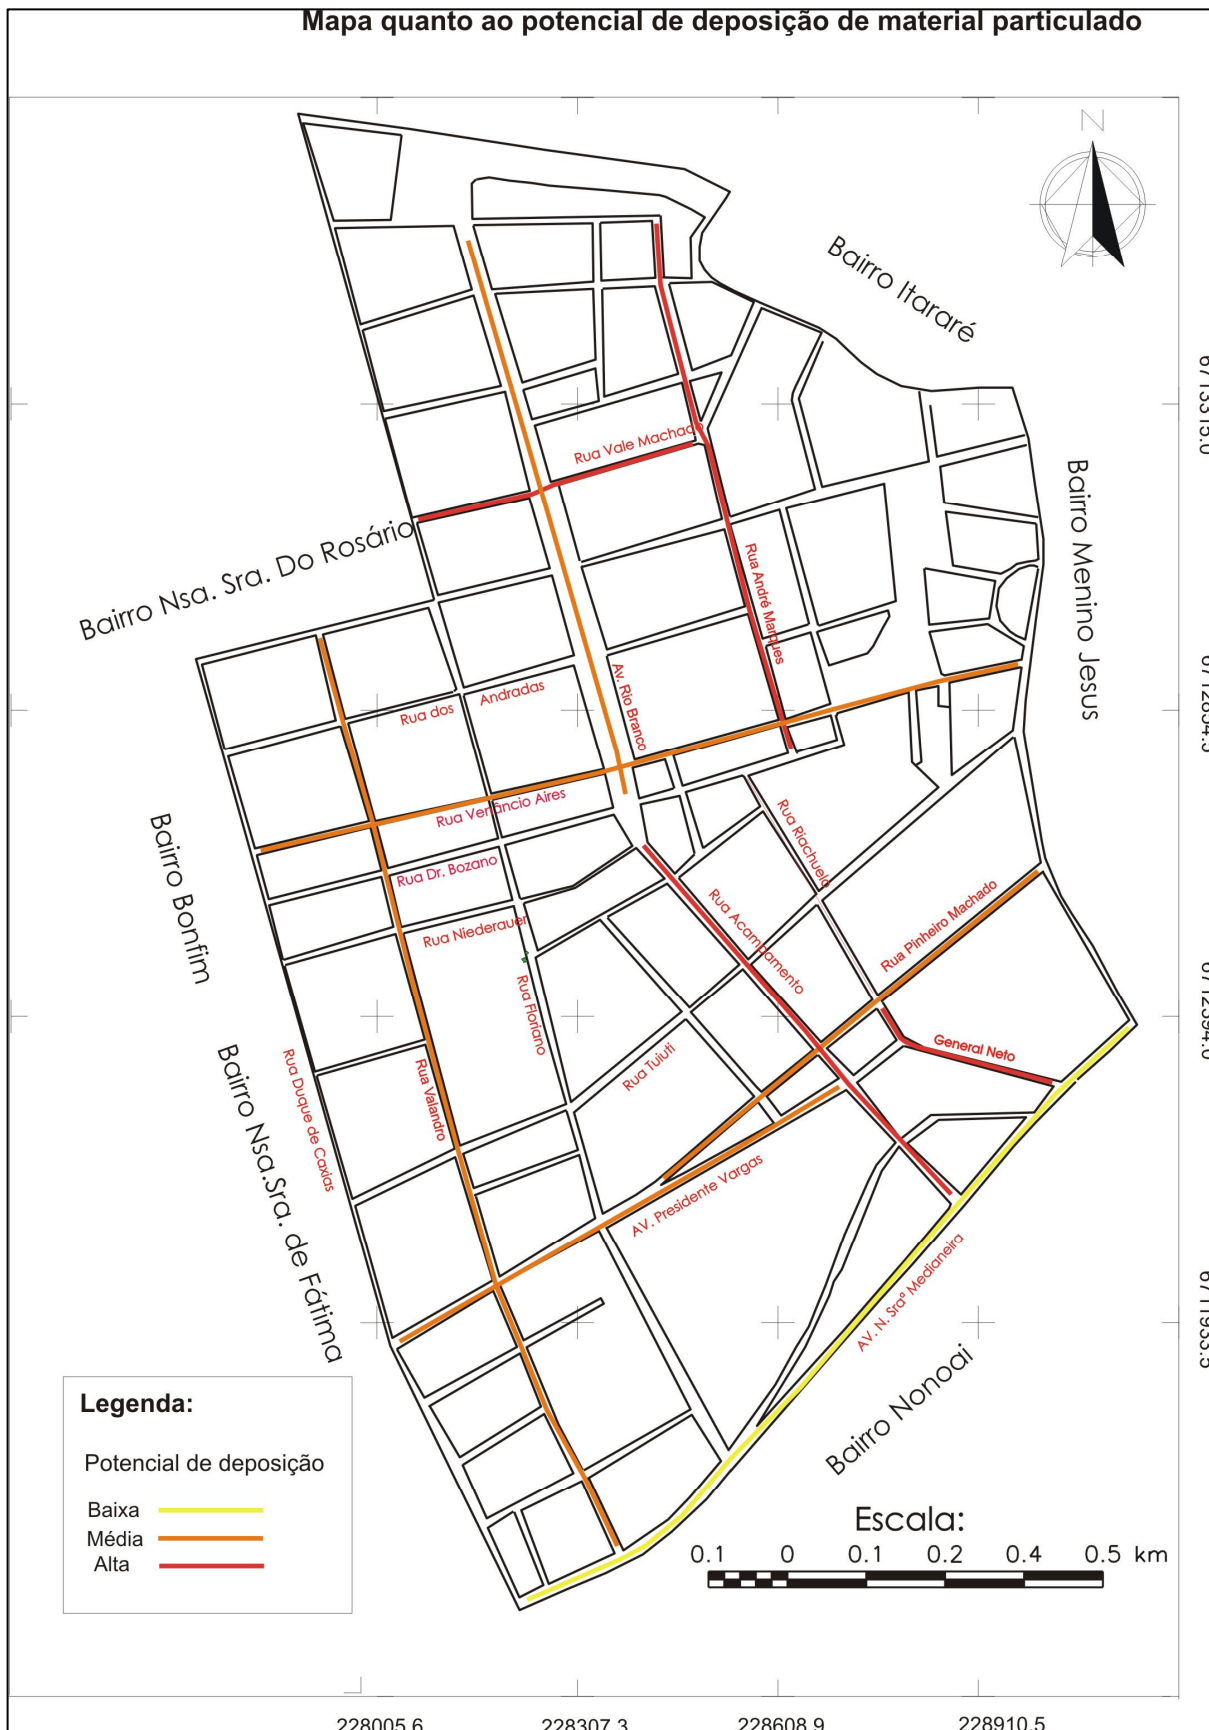 Mapa quanto ao potencial de deposição de material particulado
N
Bairro Itararé
Rua Vale Machado
Bairro Nsa. Sra. Do Rosário
Bairro Menino Jesus
Rua André Marques
Av. Rio Branco
Rua dos Andradas
Rua Venâncio Aires
Rua Dr. Bozano
Rua Niederauer
Rua Riachuelo
Rua Acampamento
Rua Pinheiro Machado
Bairro Bonfim
Rua Floriano
General Neto
Rua Tuiuti
Rua Valandro
Rua Duque de Caxias
Bairro Nsa.Sra. de Fátima
AV. Presidente Vargas
AV. N. Sraª Medianeira
Bairro Nonoai
Legenda:
Potencial de deposição
Baixa
Média
Alta
Escala:
0.1 0 0.1 0.2 0.4 0.5 km
228005.6 228307.3 228608.9 228910.5